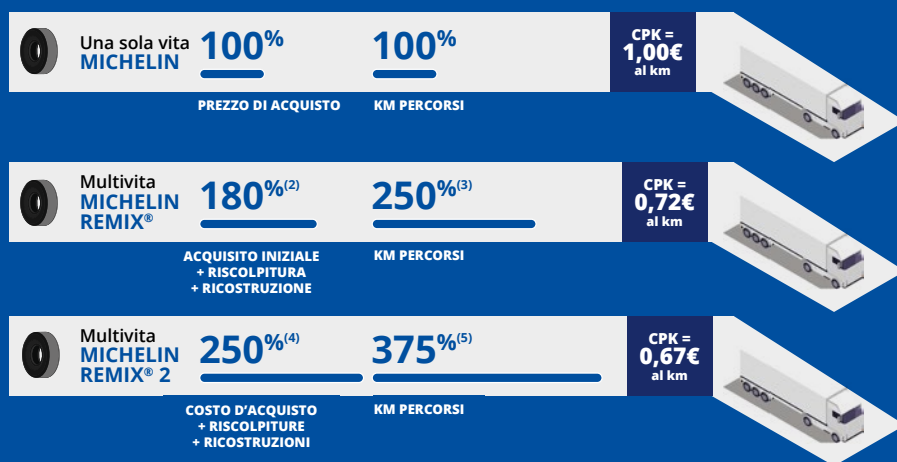 Una sola vita
MICHELIN
100%
100%
CPK =
1,00€
al km
PREZZO DI ACQUISTO
KM PERCORSI
Multivita
MICHELIN
REMIX®
180%(2)
250%(3)
CPK =
0,72€
al km
ACQUISITO INIZIALE
+ RISCOLPITURA
+ RICOSTRUZIONE
KM PERCORSI
Multivita
MICHELIN
REMIX® 2
250%(4)
375%(5)
CPK =
0,67€
al km
COSTO D’ACQUISTO
+ RISCOLPITURE
+ RICOSTRUZIONI
KM PERCORSI